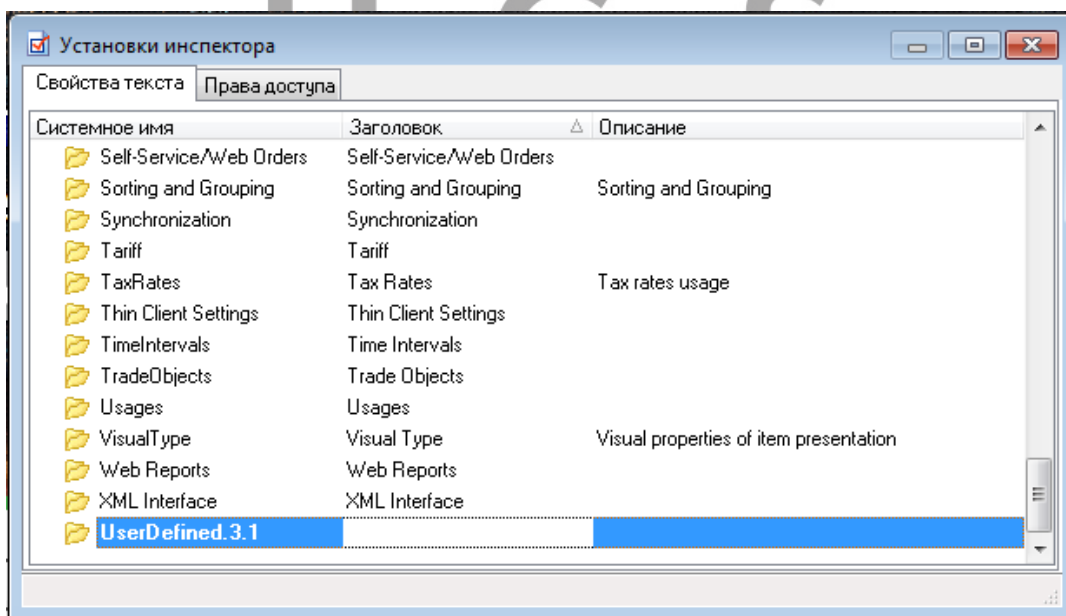 Установки инспектора
Свойства текста Права доступа
Системное имя Заголовок Описание
Self-Service/Web Orders Self-Service/Web Orders
Sorting and Grouping Sorting and Grouping Sorting and Grouping
Synchronization Synchronization
Tariff Tariff
TaxRates Tax Rates Tax rates usage
Thin Client Settings Thin Client Settings
TimeIntervals Time Intervals
TradeObjects Trade Objects
Usages Usages
VisualType Visual Type Visual properties of item presentation
Web Reports Web Reports
XML Interface XML Interface
UserDefined.3.1